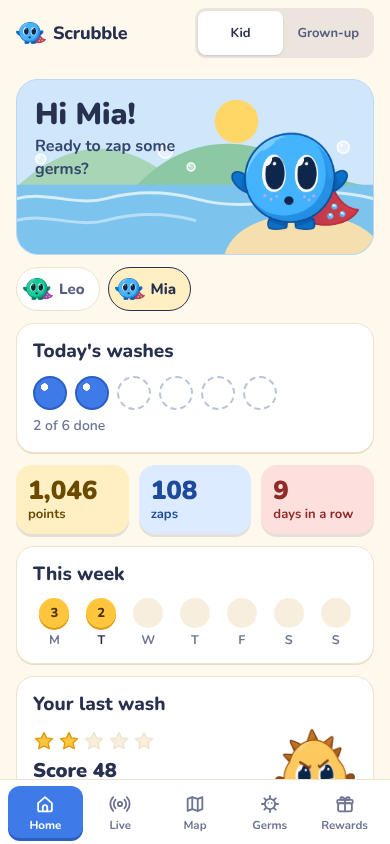 Scrubble
Kid
Grown-up
Hi Mia!
Ready to zap some
germs?
Leo
Mia
Today's washes
2 of 6 done
1,046
points
108
zaps
9
days in a row
This week
3
2
M
T
W
T
F
S
S
Your last wash
Score 48
Home
Live
Map
Germs
Rewards